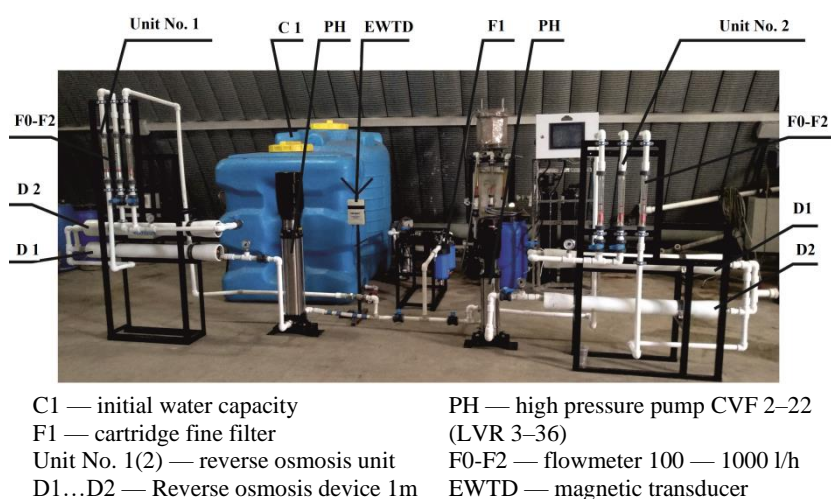 Unit No. 1
C 1
PH
EWTD
F1
PH
Unit No. 2
F0-F2
F0-F2
D 2
D 1
D1
D2
C1 — initial water capacity
F1 — cartridge fine filter
Unit No. 1(2) — reverse osmosis unit
D1…D2 — Reverse osmosis device 1m
PH — high pressure pump CVF 2–22
(LVR 3–36)
F0-F2 — flowmeter 100 — 1000 l/h
EWTD — magnetic transducer